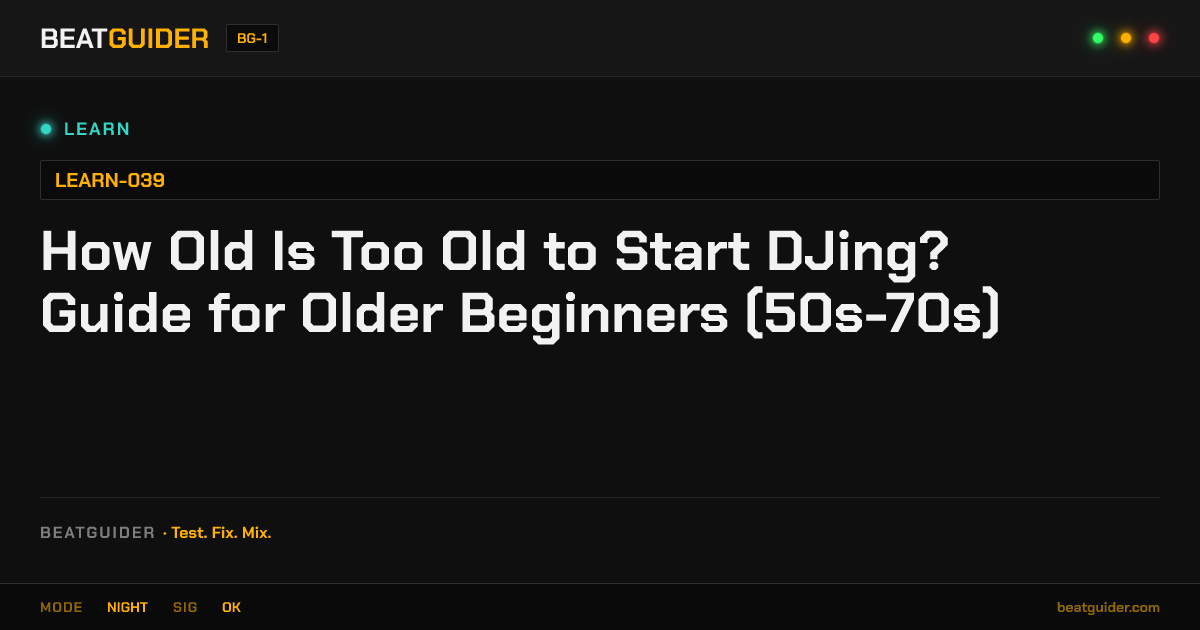 BEATGUIDER BG-1
LEARN
LEARN-039
How Old Is Too Old to Start DJing?
Guide for Older Beginners (50s-70s)
BEATGUIDER · Test. Fix. Mix.
MODE NIGHT SIG OK beatguider.com